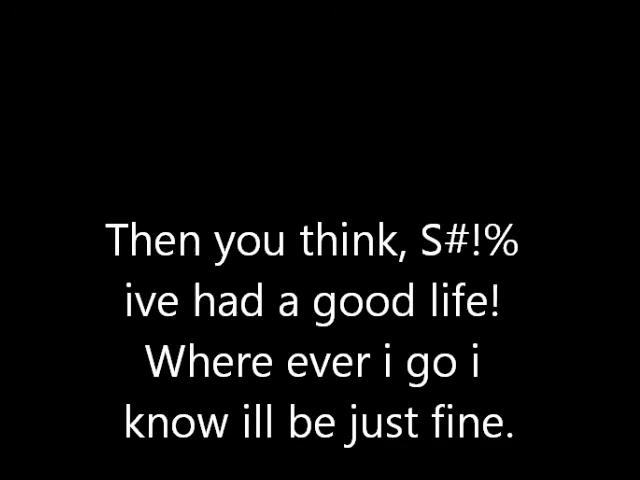 Then you think, S#!%
ive had a good life!
Where ever i go i
know ill be just fine.